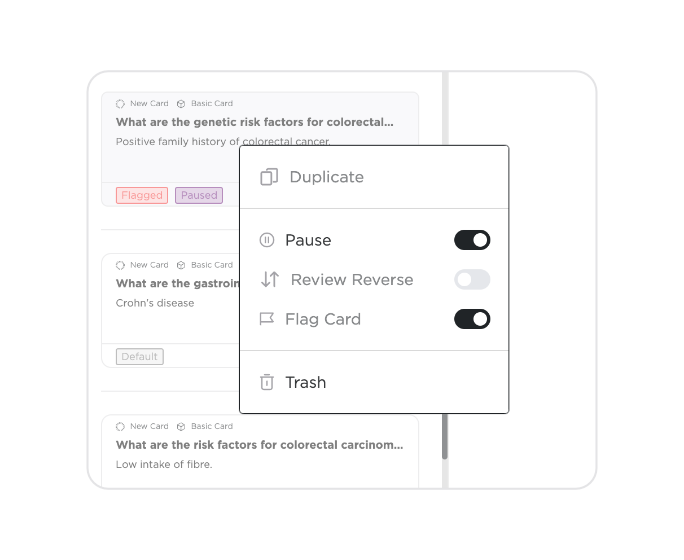 New Card Basic Card
What are the genetic risk factors for colorectal...
Positive family history of colorectal cancer.
Flagged Paused
Duplicate
Pause
Review Reverse
Flag Card
Trash
New Card Basic Card
What are the gastroin
Crohn's disease
Default
New Card Basic Card
What are the risk factors for colorectal carcinom...
Low intake of fibre.